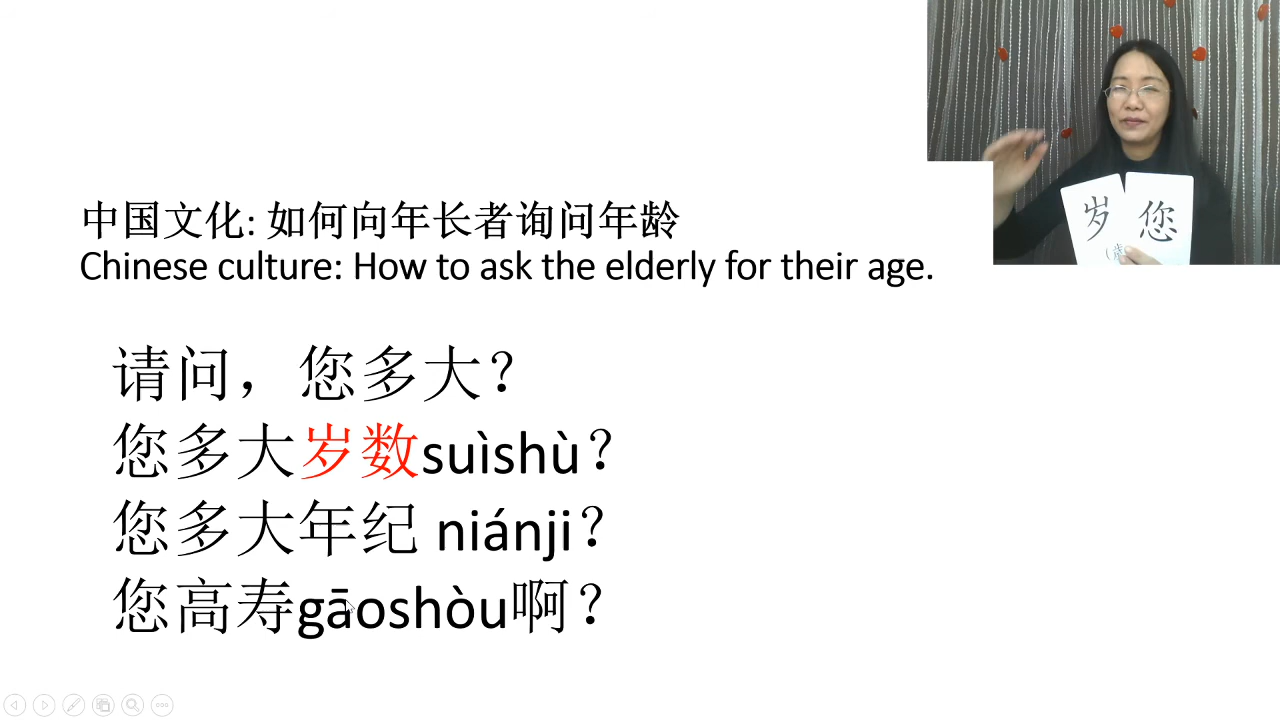 中国文化: 如何向年长者询问年龄
Chinese culture: How to ask the elderly for their age.
请问，您多大？
您多大岁数suìshù？
您多大年纪 niánji？
您高寿gāoshòu啊？
岁 您
(歲